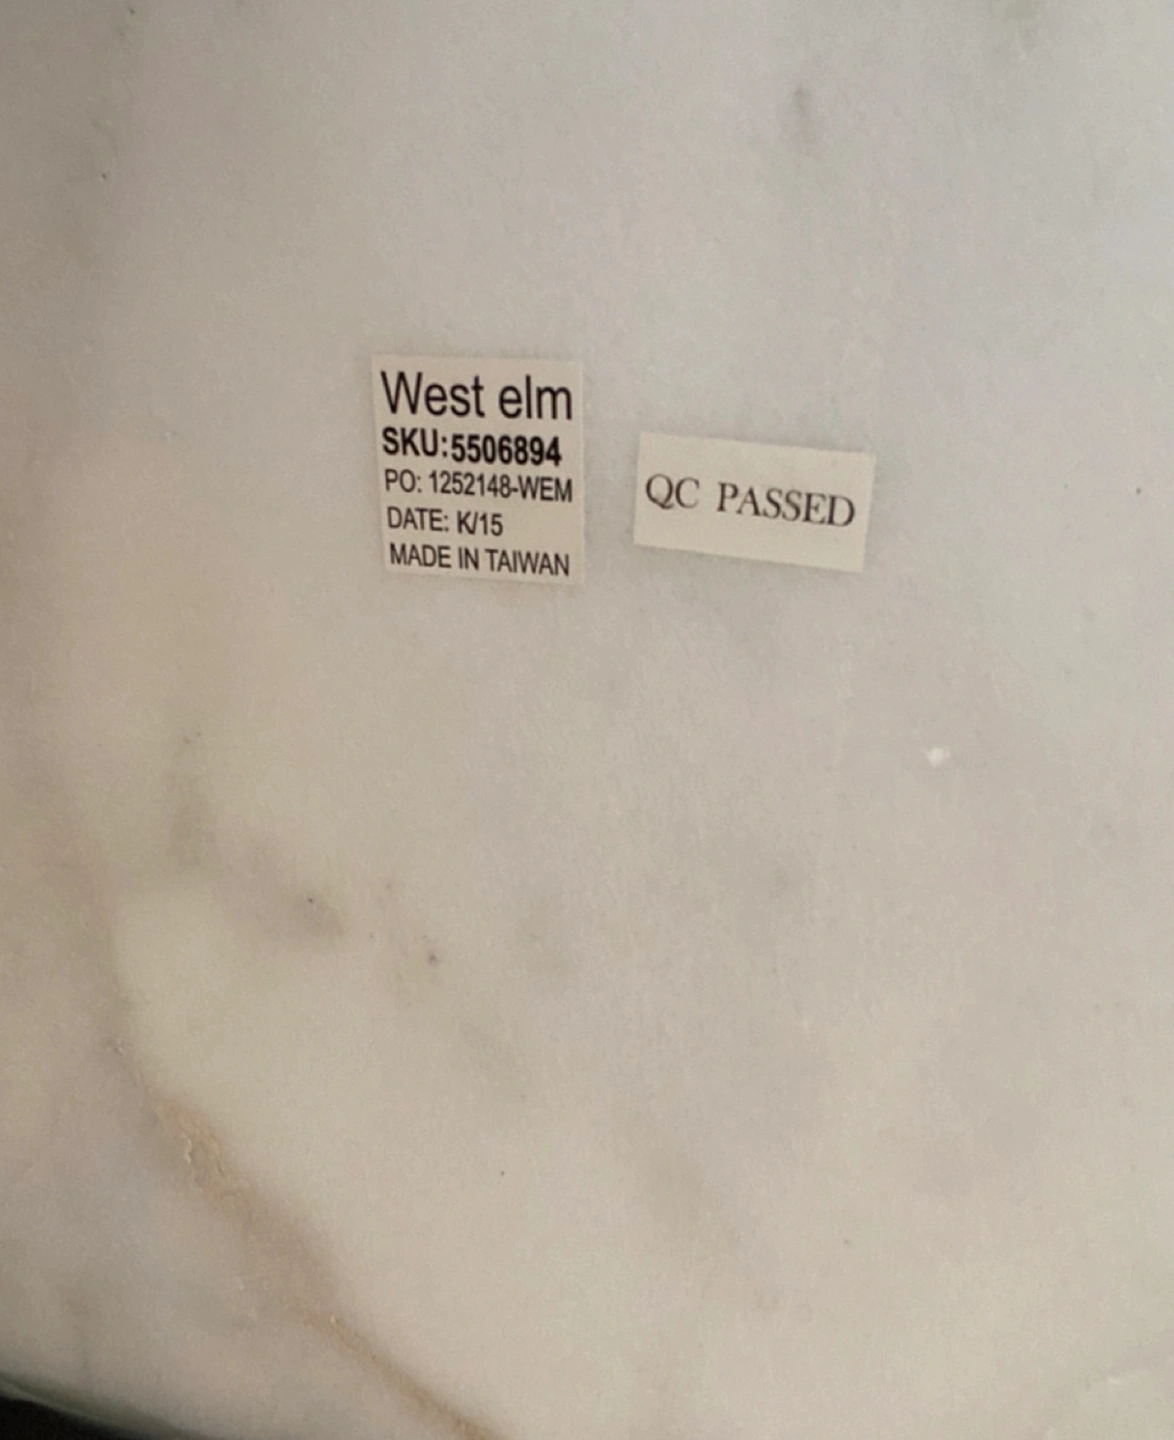 West elm
SKU:5506894
PO: 1252148-WEM
DATE: K/15
MADE IN TAIWAN
QC PASSED